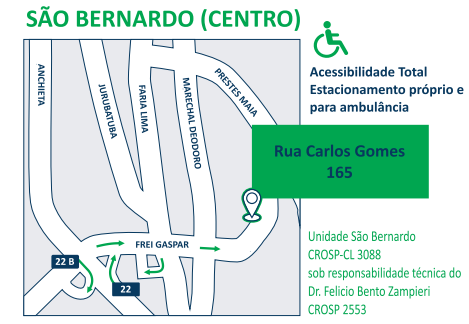 SÃO BERNARDO (CENTRO)
Acessibilidade Total
Estacionamento próprio e
para ambulância
ANCHIETA
JURUBATUBA
FARIA LIMA
MARECHAL DEODORO
PRESTES MAIA
Rua Carlos Gomes
165
FREI GASPAR
22 B
22
Unidade São Bernardo
CROSP-CL 3088
sob responsabilidade técnica do
Dr. Felicio Bento Zampieri
CROSP 2553